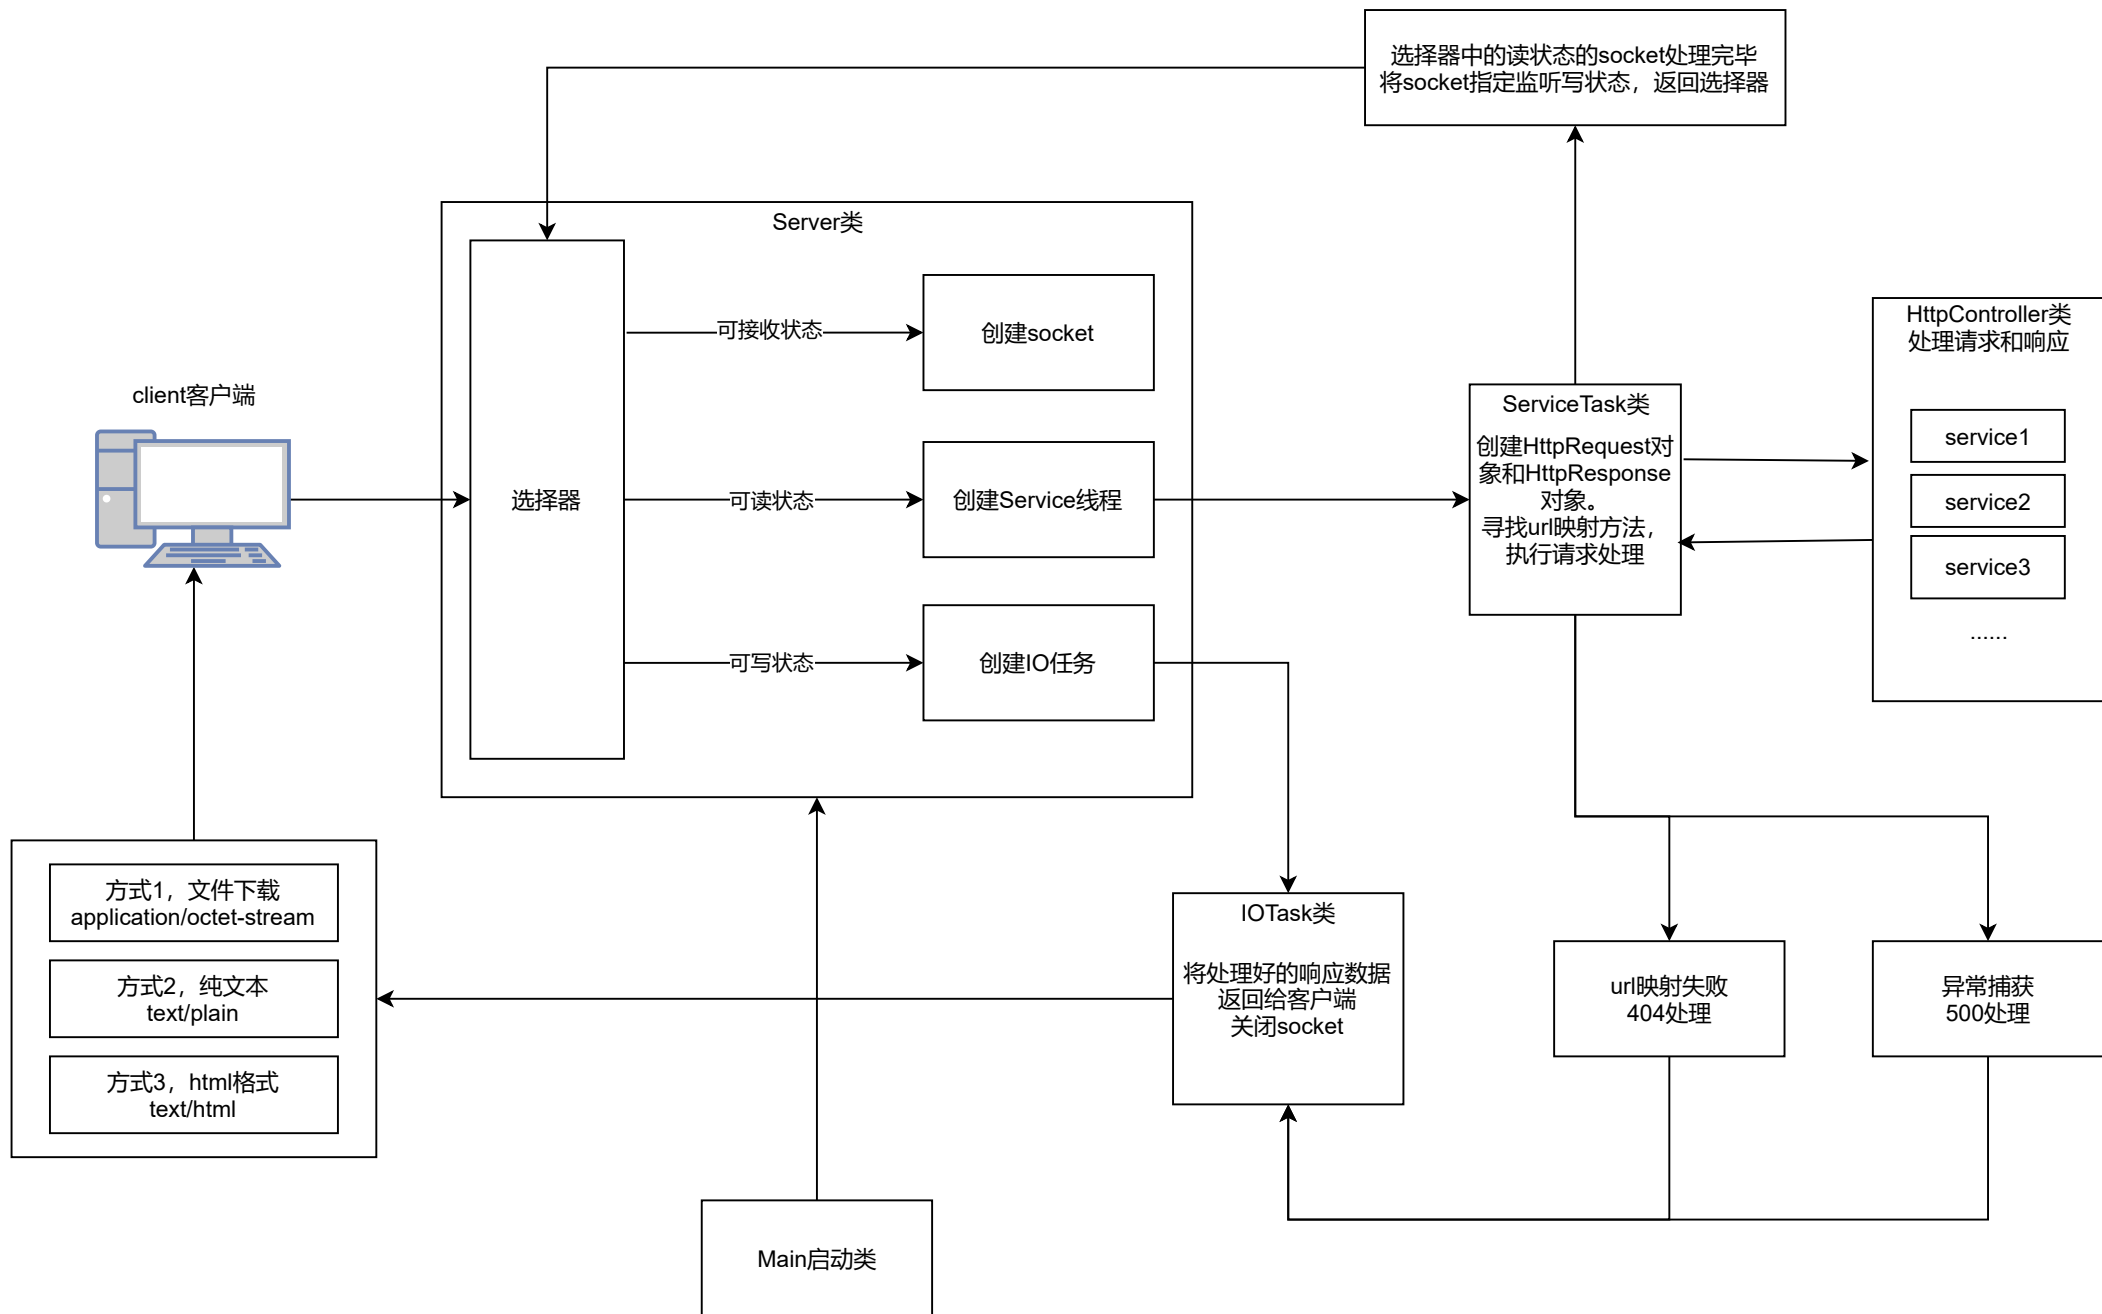 选择器中的读状态的socket处理完毕
将socket指定监听写状态，返回选择器
Server类
可接收状态
创建socket
HttpController类
处理请求和响应
client客户端
ServiceTask类
创建HttpRequest对
象和HttpResponse
对象。
寻找url映射方法，
执行请求处理
service1
service2
service3
......
选择器
可读状态
创建Service线程
可写状态
创建IO任务
方式1，文件下载
application/octet-stream
方式2，纯文本
text/plain
方式3，html格式
text/html
IOTask类
将处理好的响应数据
返回给客户端
关闭socket
url映射失败
404处理
异常捕获
500处理
Main启动类